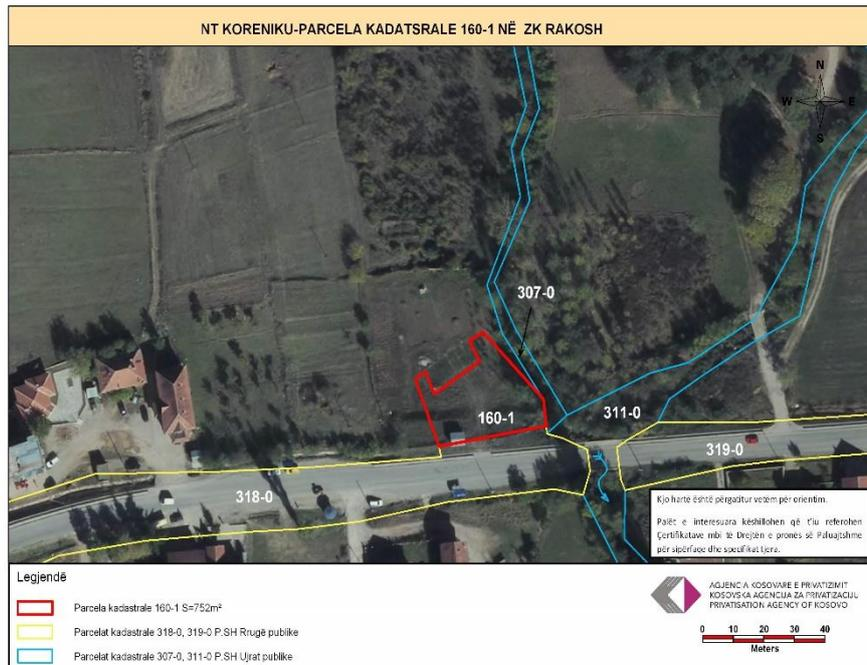 NT KORENIKU-PARCELA KADATSRALE 160-1 NË ZK RAKOSH
N
W E
S
307-0
160-1
311-0
319-0
318-0
Kjo hartë është përgatitur vetëm për orientim.
Palët e interesuara këshillohen që t'iu referohen
Çertifikatave mbi të Drejtën e pronës së Paluajtshme
për sipërfaqe dhe specifikat tjera.
Legjendë
Parcela kadastrale 160-1 S=752m²
Parcelat kadastrale 318-0, 319-0 P.SH Rrugë publike
Parcelat kadastrale 307-0, 311-0 P.SH Ujrat publike
AGJENCIA KOSOVARE E PRIVATIZIMIT
KOSOVSKA AGENCIJA ZA PRIVATIZACIJU
PRIVATISATION AGENCY OF KOSOVO
0 10 20 30 40
Meters